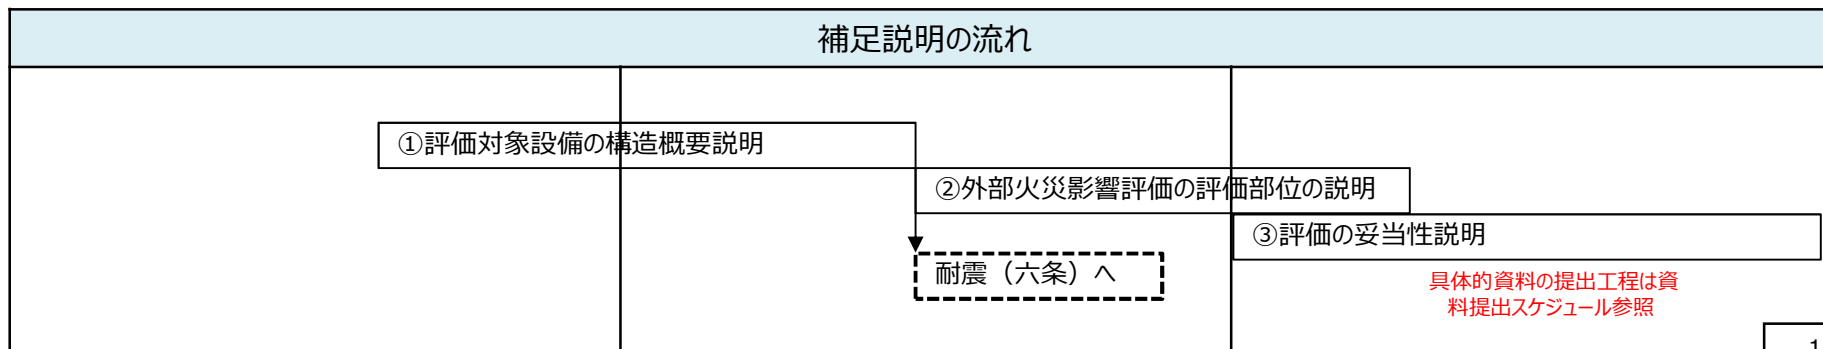 補足説明の流れ
①評価対象設備の構造概要説明
②外部火災影響評価の評価部位の説明
③評価の妥当性説明
耐震（六条）へ
具体的資料の提出工程は資
料提出スケジュール参照
1